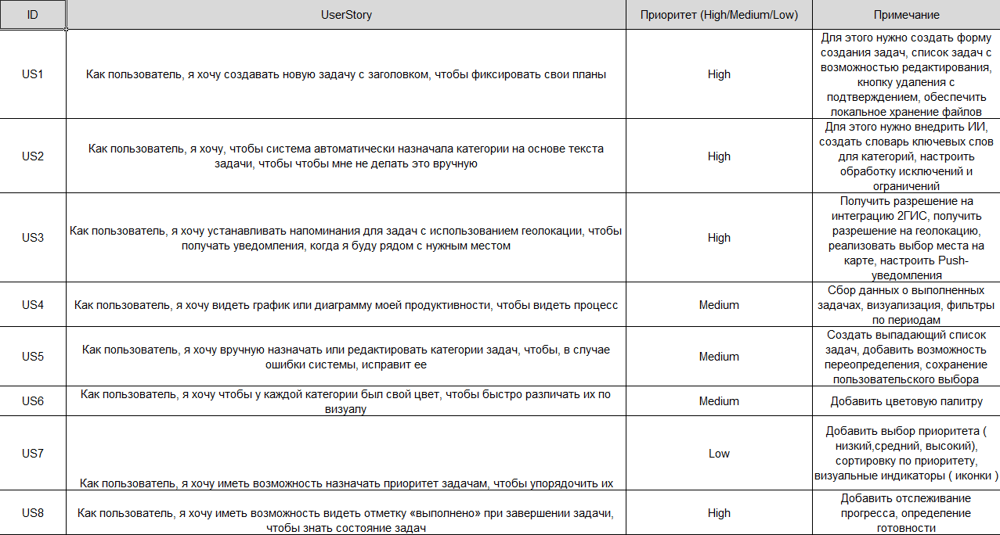 ID
UserStory
Приоритет (High/Medium/Low)
Примечание
US1
Как пользователь, я хочу создавать новую задачу с заголовком, чтобы фиксировать свои планы
High
Для этого нужно создать форму
создания задач, список задач с
возможностью редактирования,
кнопку удаления с
подтверждением, обеспечить
локальное хранение файлов
US2
Как пользователь, я хочу, чтобы система автоматически назначала категории на основе текста
задачи, чтобы чтобы мне не делать это вручную
High
Для этого нужно внедрить ИИ,
создать словарь ключевых слов
для категорий, настроить
обработку исключений и
ограничений
US3
Как пользователь, я хочу устанавливать напоминания для задач с использованием геолокации, чтобы
получать уведомления, когда я буду рядом с нужным местом
High
Получить разрешение на
интеграцию 2ГИС, получить
разрешение на геолокацию,
реализовать выбор места на
карте, настроить Push-
уведомления
US4
Как пользователь, я хочу видеть график или диаграмму моей продуктивности, чтобы видеть процесс
Medium
Сбор данных о выполненных
задачах, визуализация, фильтры
по периодам
US5
Как пользователь, я хочу вручную назначать или редактировать категории задач, чтобы, в случае
ошибки системы, исправит ее
Medium
Создать выпадающий список
задач, добавить возможность
переопределения, сохранение
пользовательского выбора
US6
Как пользователь, я хочу чтобы у каждой категории был свой цвет, чтобы быстро различать их по
визуалу
Medium
Добавить цветовую палитру
US7
Как пользователь, я хочу иметь возможность назначать приоритет задачам, чтобы упорядочить их
Low
Добавить выбор приоритета (
низкий,средний, высокий),
сортировку по приоритету,
визуальные индикаторы ( иконки )
US8
Как пользователь, я хочу иметь возможность видеть отметку «выполнено» при завершении задачи,
чтобы знать состояние задач
High
Добавить отслеживание
прогресса, определение
готовности